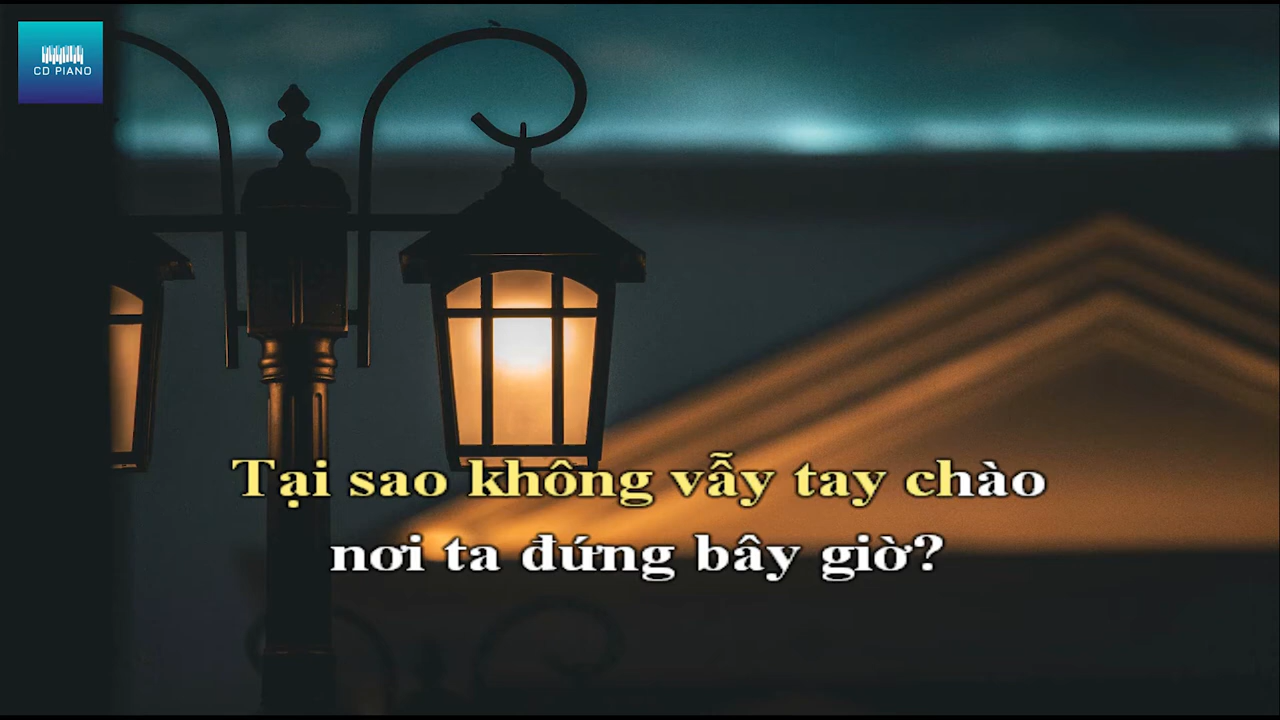 CD PIANO
Tại sao không vẫy tay chào
nơi ta đứng bây giờ?